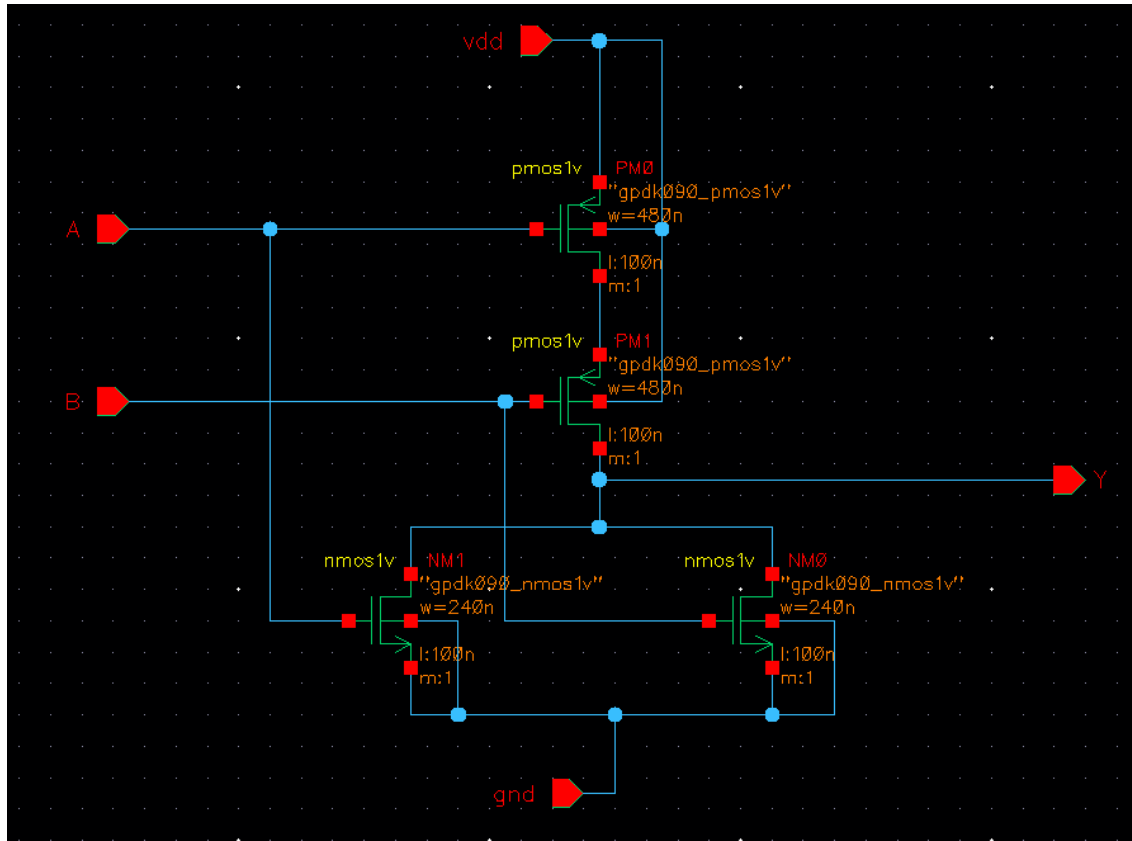 vdd
pmos1v PM0
"gpdk090_pmos1v"
w=480n
A
l:100n
m:1
pmos1v PM1
"gpdk090_pmos1v"
w=480n
B
l:100n
m:1
Y
nmos1v NM1
"gpdk090_nmos1v"
w=240n
l:100n
m:1
nmos1v NM0
"gpdk090_nmos1v"
w=240n
l:100n
m:1
gnd